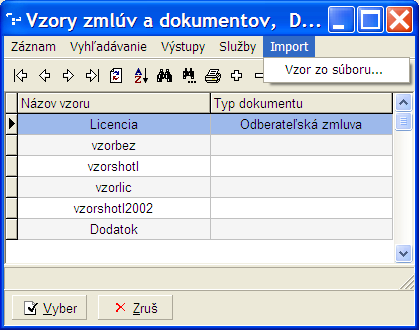 Vzory zmlúv a dokumentov, D...
Záznam Vyhľadávanie Výstupy Služby Import
Vzor zo súboru...
Názov vzoru Typ dokumentu
Licencia Odberateľská zmluva
vzorbez
vzorshotl
vzorlic
vzorshotl2002
Dodatok
Vyber Zruš